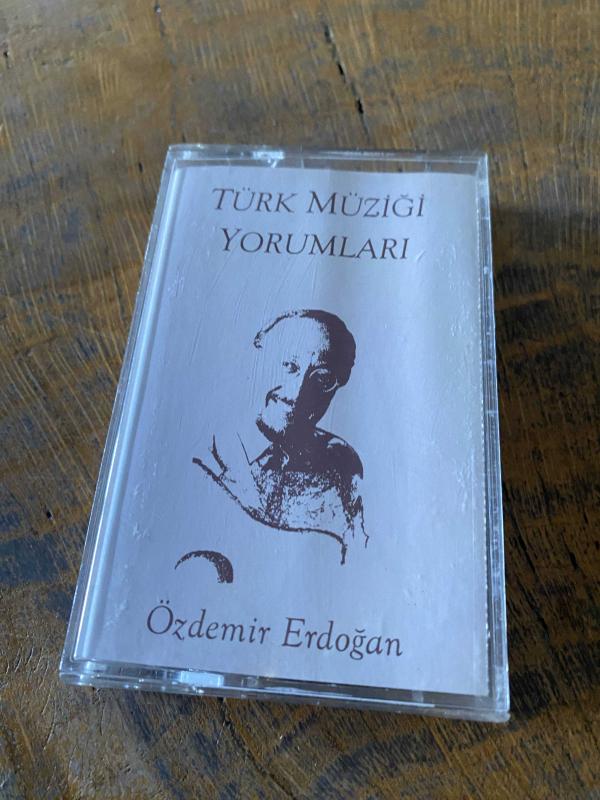 TÜRK MÜZİĞİ
YORUMLARI
Özdemir Erdoğan